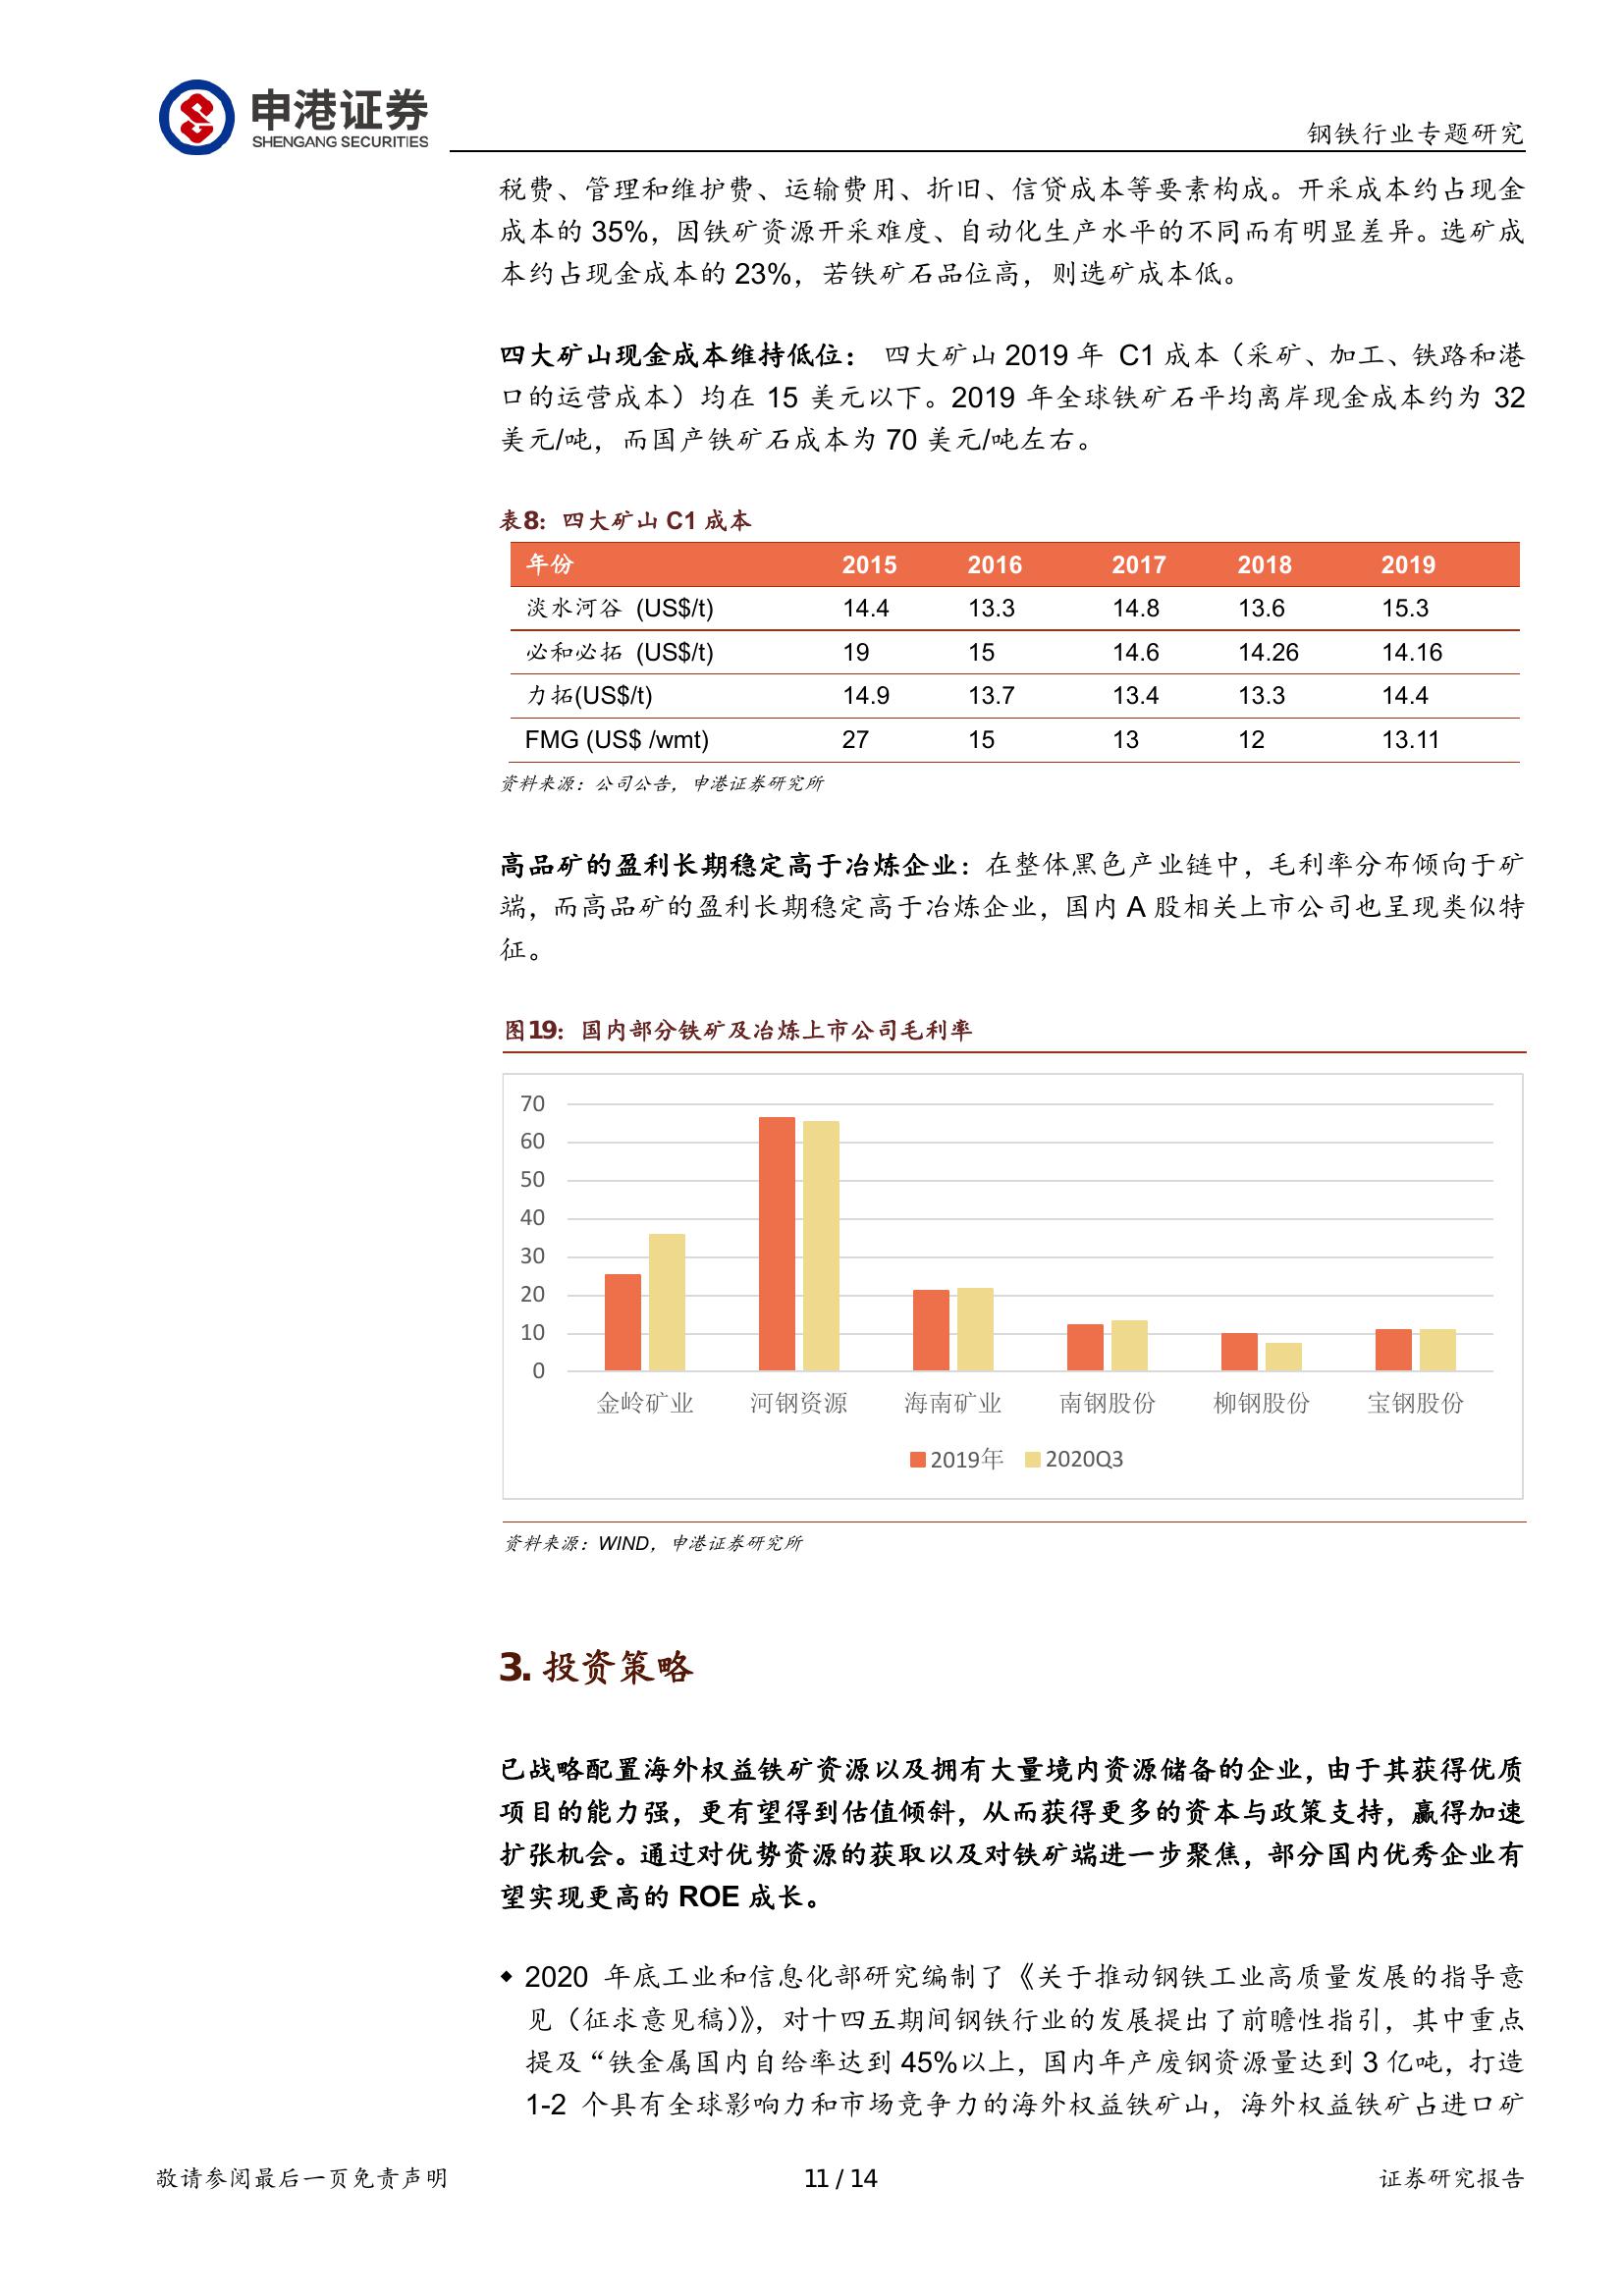 申港证券
SHENGANG SECURITIES
钢铁行业专题研究
税费、管理和维护费、运输费用、折旧、信贷成本等要素构成。开采成本约占现金
成本的 35%，因铁矿资源开采难度、自动化生产水平的不同而有明显差异。选矿成
本约占现金成本的 23%，若铁矿石品位高，则选矿成本低。
四大矿山现金成本维持低位： 四大矿山 2019 年 C1 成本（采矿、加工、铁路和港
口的运营成本）均在 15 美元以下。2019 年全球铁矿石平均离岸现金成本约为 32
美元/吨，而国产铁矿石成本为 70 美元/吨左右。
表8: 四大矿山 C1 成本
年份 2015 2016 2017 2018 2019
淡水河谷 (US$/t) 14.4 13.3 14.8 13.6 15.3
必和必拓 (US$/t) 19 15 14.6 14.26 14.16
力拓(US$/t) 14.9 13.7 13.4 13.3 14.4
FMG (US$ /wmt) 27 15 13 12 13.11
资料来源：公司公告，申港证券研究所
高品矿的盈利长期稳定高于冶炼企业：在整体黑色产业链中，毛利率分布倾向于矿
端，而高品矿的盈利长期稳定高于冶炼企业，国内 A 股相关上市公司也呈现类似特
征。
图19: 国内部分铁矿及冶炼上市公司毛利率
70
60
50
40
30
20
10
0
金岭矿业 河钢资源 海南矿业 南钢股份 柳钢股份 宝钢股份
2019年 2020Q3
资料来源：WIND，申港证券研究所
3. 投资策略
已战略配置海外权益铁矿资源以及拥有大量境内资源储备的企业，由于其获得优质
项目的能力强，更有望得到估值倾斜，从而获得更多的资本与政策支持，赢得加速
扩张机会。通过对优势资源的获取以及对铁矿端进一步聚焦，部分国内优秀企业有
望实现更高的 ROE 成长。
◆ 2020 年底工业和信息化部研究编制了《关于推动钢铁工业高质量发展的指导意
见（征求意见稿）》，对十四五期间钢铁行业的发展提出了前瞻性指引，其中重点
提及“铁金属国内自给率达到 45%以上，国内年产废钢资源量达到 3 亿吨，打造
1-2 个具有全球影响力和市场竞争力的海外权益铁矿山，海外权益铁矿占进口矿
敬请参阅最后一页免责声明 11 / 14 证券研究报告